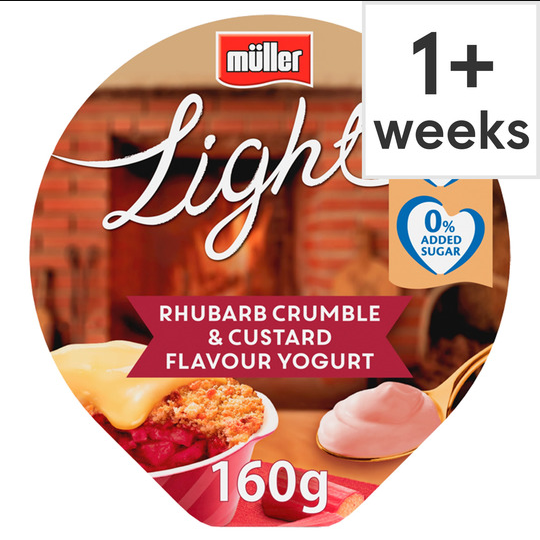 müller
1+
weeks
Light
0%
ADDED
SUGAR
RHUBARB CRUMBLE
& CUSTARD
FLAVOUR YOGURT
160g